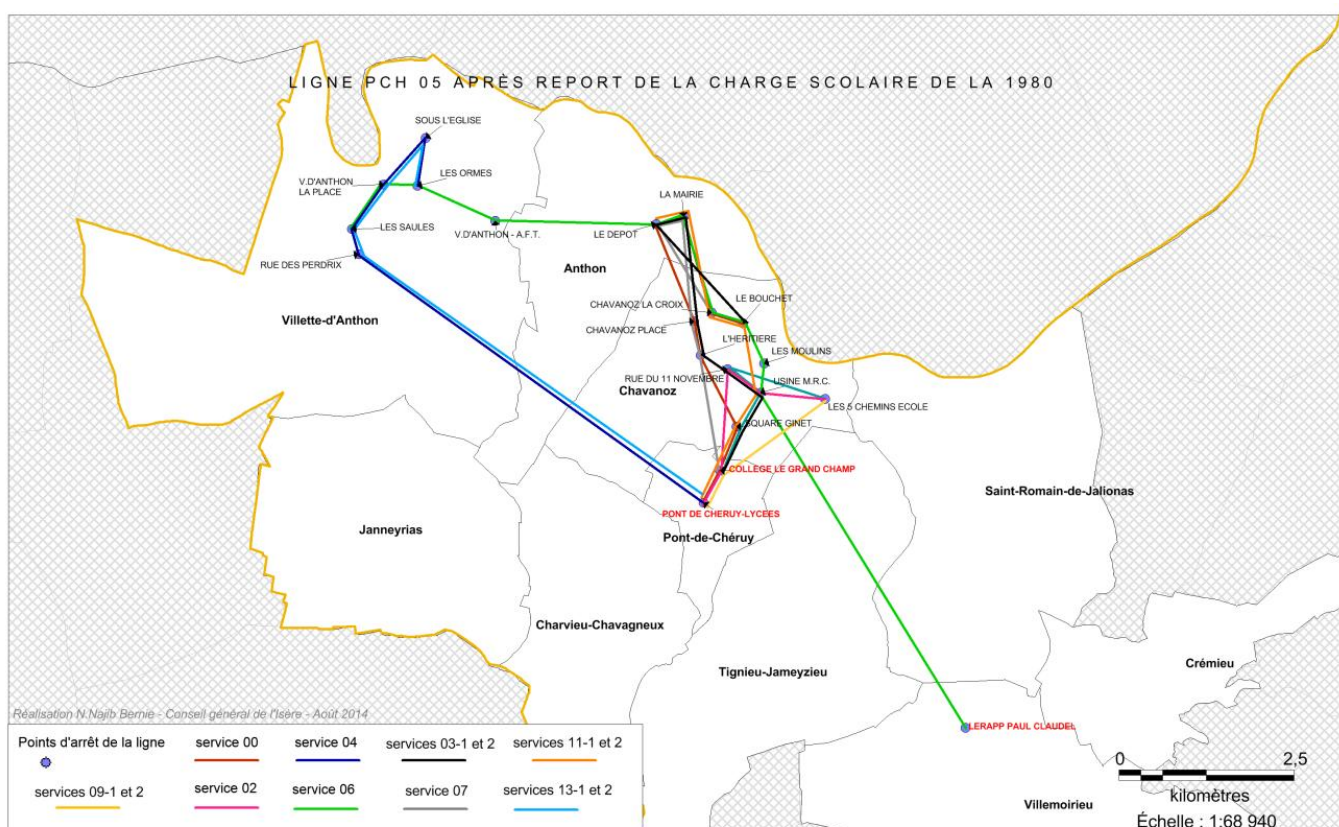 LIGNE PCH 05 APRÈS REPORT DE LA CHARGE SCOLAIRE DE LA 1980
SOUS L'EGLISE
V.D'ANTHON
LA PLACE
LES ORMES
LA MAIRIE
LES SAULES
V.D'ANTHON - A.F.T.
LE DEPOT
RUE DES PERDRIX
Anthon
CHAVANOZ LA CROIX
LE BOUCHET
Villette-d'Anthon
CHAVANOZ PLACE
L'HERITIERE
LES MOULINS
RUE DU 11 NOVEMBRE
USINE M.R.C.
Chavanoz
LES 5 CHEMINS ECOLE
SQUARE GINET
COLLEGE LE GRAND CHAMP
Saint-Romain-de-Jalionas
PONT DE CHERUY-LYCEES
Janneyrias
Pont-de-Chéruy
Charvieu-Chavagneux
Crémieu
Tignieu-Jameyzieu
Réalisation N.Najib Bernie - Conseil général de l'Isère - Août 2014
LERAPP PAUL CLAUDEL
Points d'arrêt de la ligne
service 00
service 04
services 03-1 et 2
services 11-1 et 2
services 09-1 et 2
service 02
service 06
service 07
services 13-1 et 2
0 2,5
kilomètres
Villemoirieu
Échelle : 1:68 940